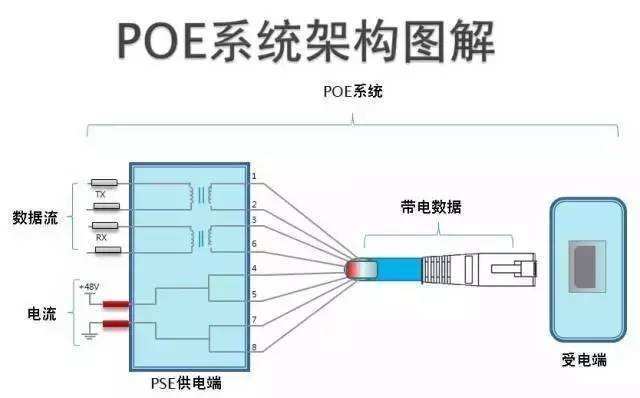 POE系统架构图解
POE系统
数据流
TX
RX
电流
+48V
1
2
3
6
4
5
7
8
带电数据
PSE供电端
受电端